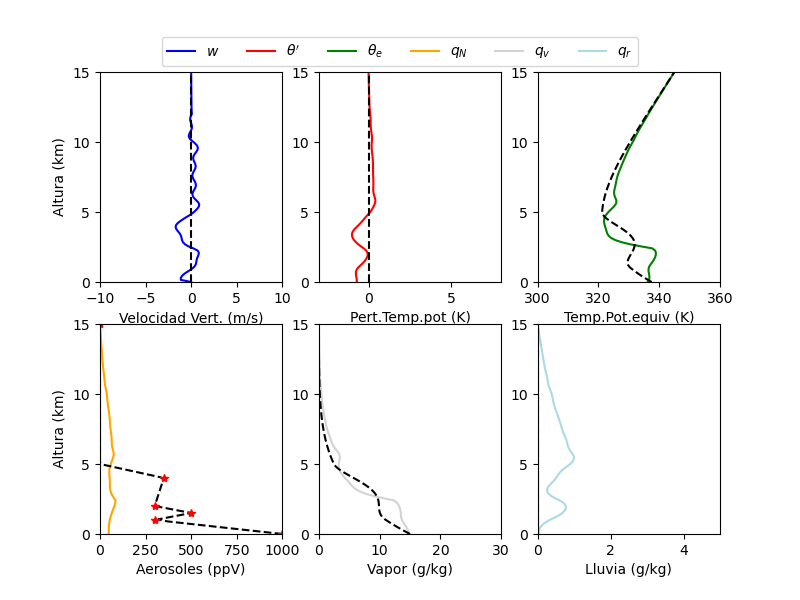 w θ′ θe qN qv qr
15 15 15
10 10 10
Altura (km)
5 5 5
0 0 0
−10 −5 0 5 10 0 5 300 320 340 360
Velocidad Vert. (m/s) Pert.Temp.pot (K) Temp.Pot.equiv (K)
15 15 15
10 10 10
Altura (km)
5 5 5
0 0 0
0 250 500 750 1000 0 10 20 30 0 2 4
Aerosoles (ppV) Vapor (g/kg) Lluvia (g/kg)